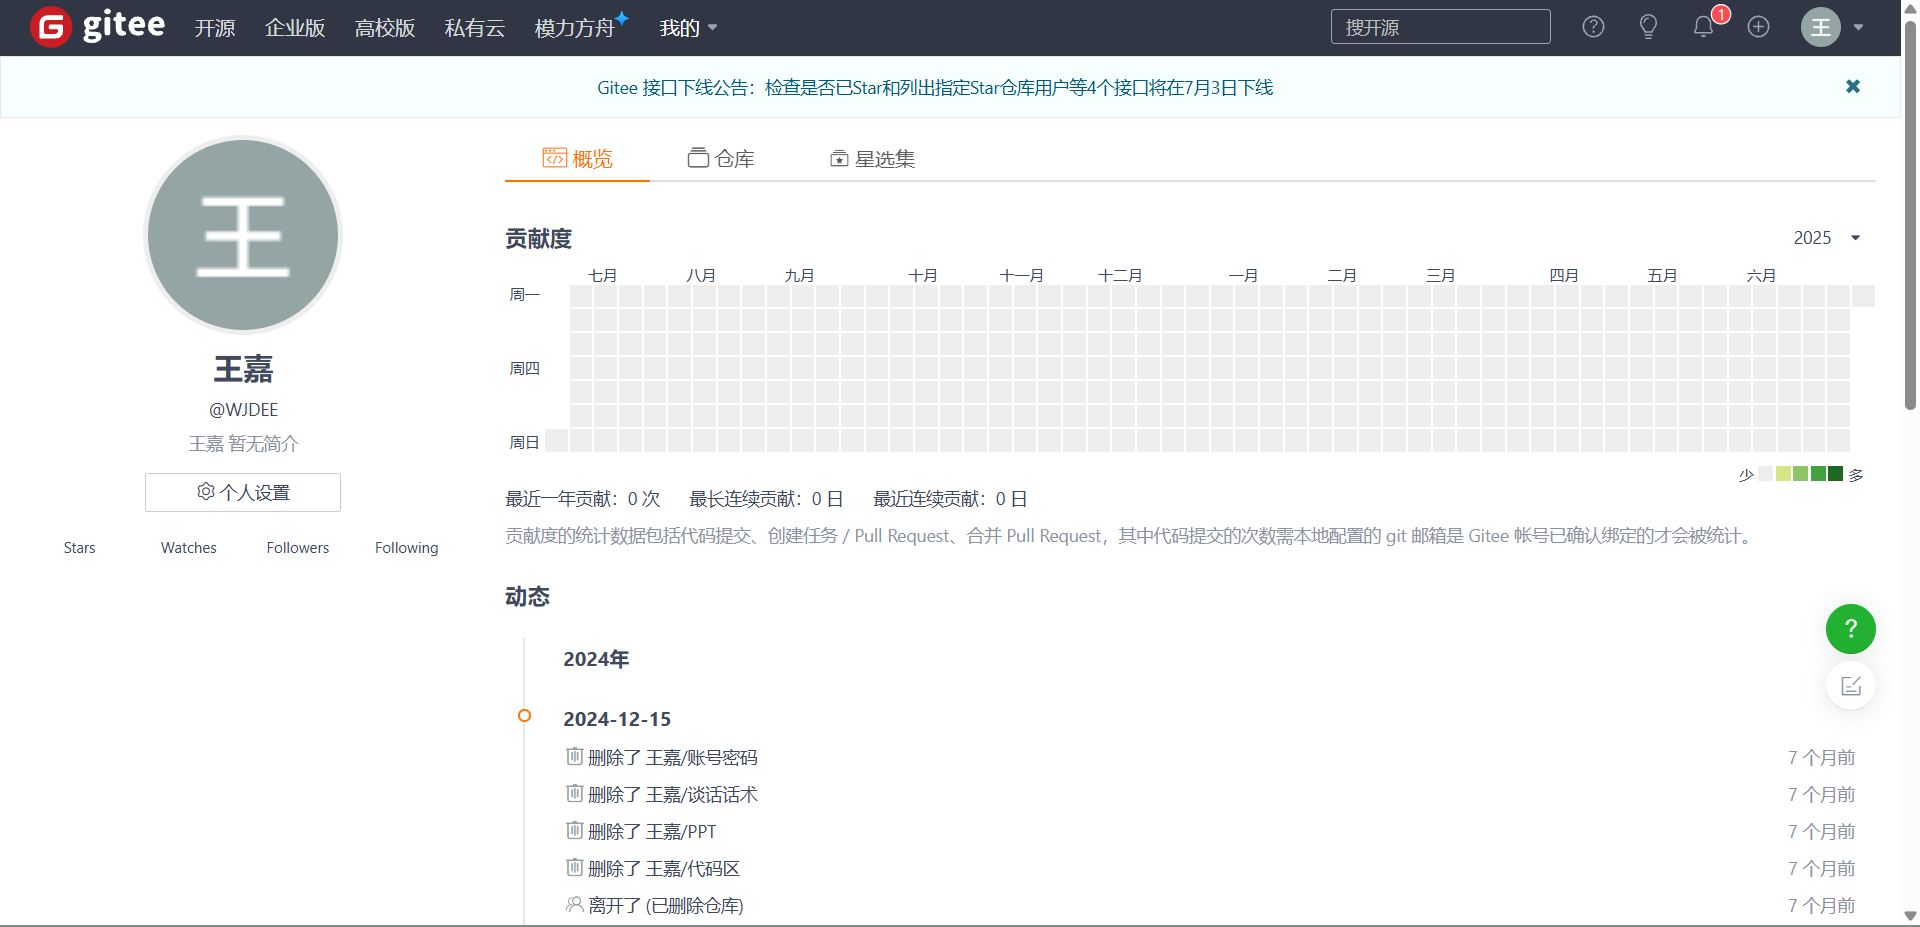 gitee 开源 企业版 高校版 私有云 模力方舟 我的 搜开源 1 王
Gitee 接口下线公告：检查是否已Star和列出指定Star仓库用户等4个接口将在7月3日下线
王
王嘉
@WJDEE
王嘉 暂无简介
个人设置
Stars Watches Followers Following
概览 仓库 星选集
贡献度 2025
七月 八月 九月 十月 十一月 十二月 一月 二月 三月 四月 五月 六月
周一
周四
周日
少 多
最近一年贡献：0 次 最长连续贡献：0 日 最近连续贡献：0 日
贡献度的统计数据包括代码提交、创建任务 / Pull Request、合并 Pull Request，其中代码提交的次数需本地配置的 git 邮箱是 Gitee 帐号已确认绑定的才会被统计。
动态
2024年
2024-12-15
删除了 王嘉/账号密码 7 个月前
删除了 王嘉/谈话话术 7 个月前
删除了 王嘉/PPT 7 个月前
删除了 王嘉/代码区 7 个月前
离开了 (已删除仓库) 7 个月前